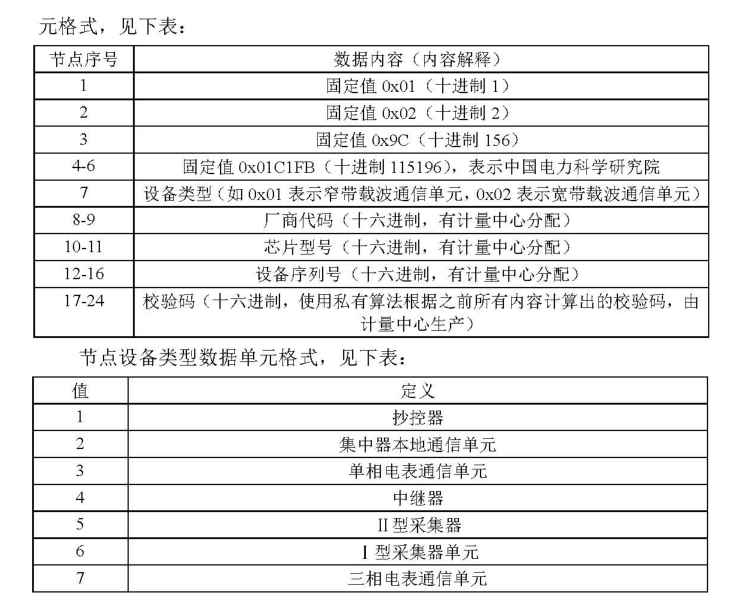 元格式，见下表：
节点序号 数据内容（内容解释）
1 固定值 0x01（十进制 1）
2 固定值 0x02（十进制 2）
3 固定值 0x9C（十进制 156）
4-6 固定值 0x01C1FB（十进制 115196），表示中国电力科学研究院
7 设备类型（如 0x01 表示窄带载波通信单元，0x02 表示宽带载波通信单元）
8-9 厂商代码（十六进制，有计量中心分配）
10-11 芯片型号（十六进制，有计量中心分配）
12-16 设备序列号（十六进制，有计量中心分配）
17-24 校验码（十六进制，使用私有算法根据之前所有内容计算出的校验码，由
计量中心生产）
节点设备类型数据单元格式，见下表：
值 定义
1 抄控器
2 集中器本地通信单元
3 单相电表通信单元
4 中继器
5 Ⅱ型采集器
6 Ⅰ型采集器单元
7 三相电表通信单元